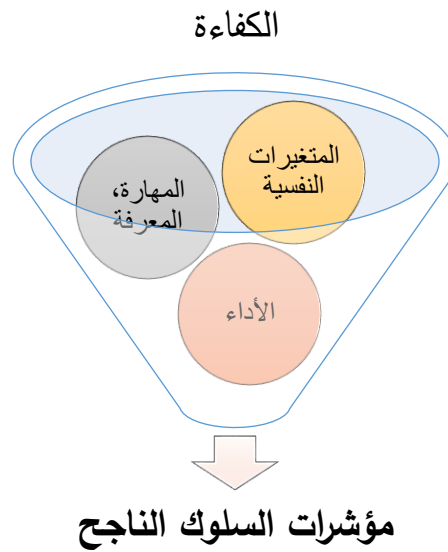 الكفاءة
المتغيرات
النفسية
المهارة،
المعرفة
الأداء
مؤشرات السلوك الناجح